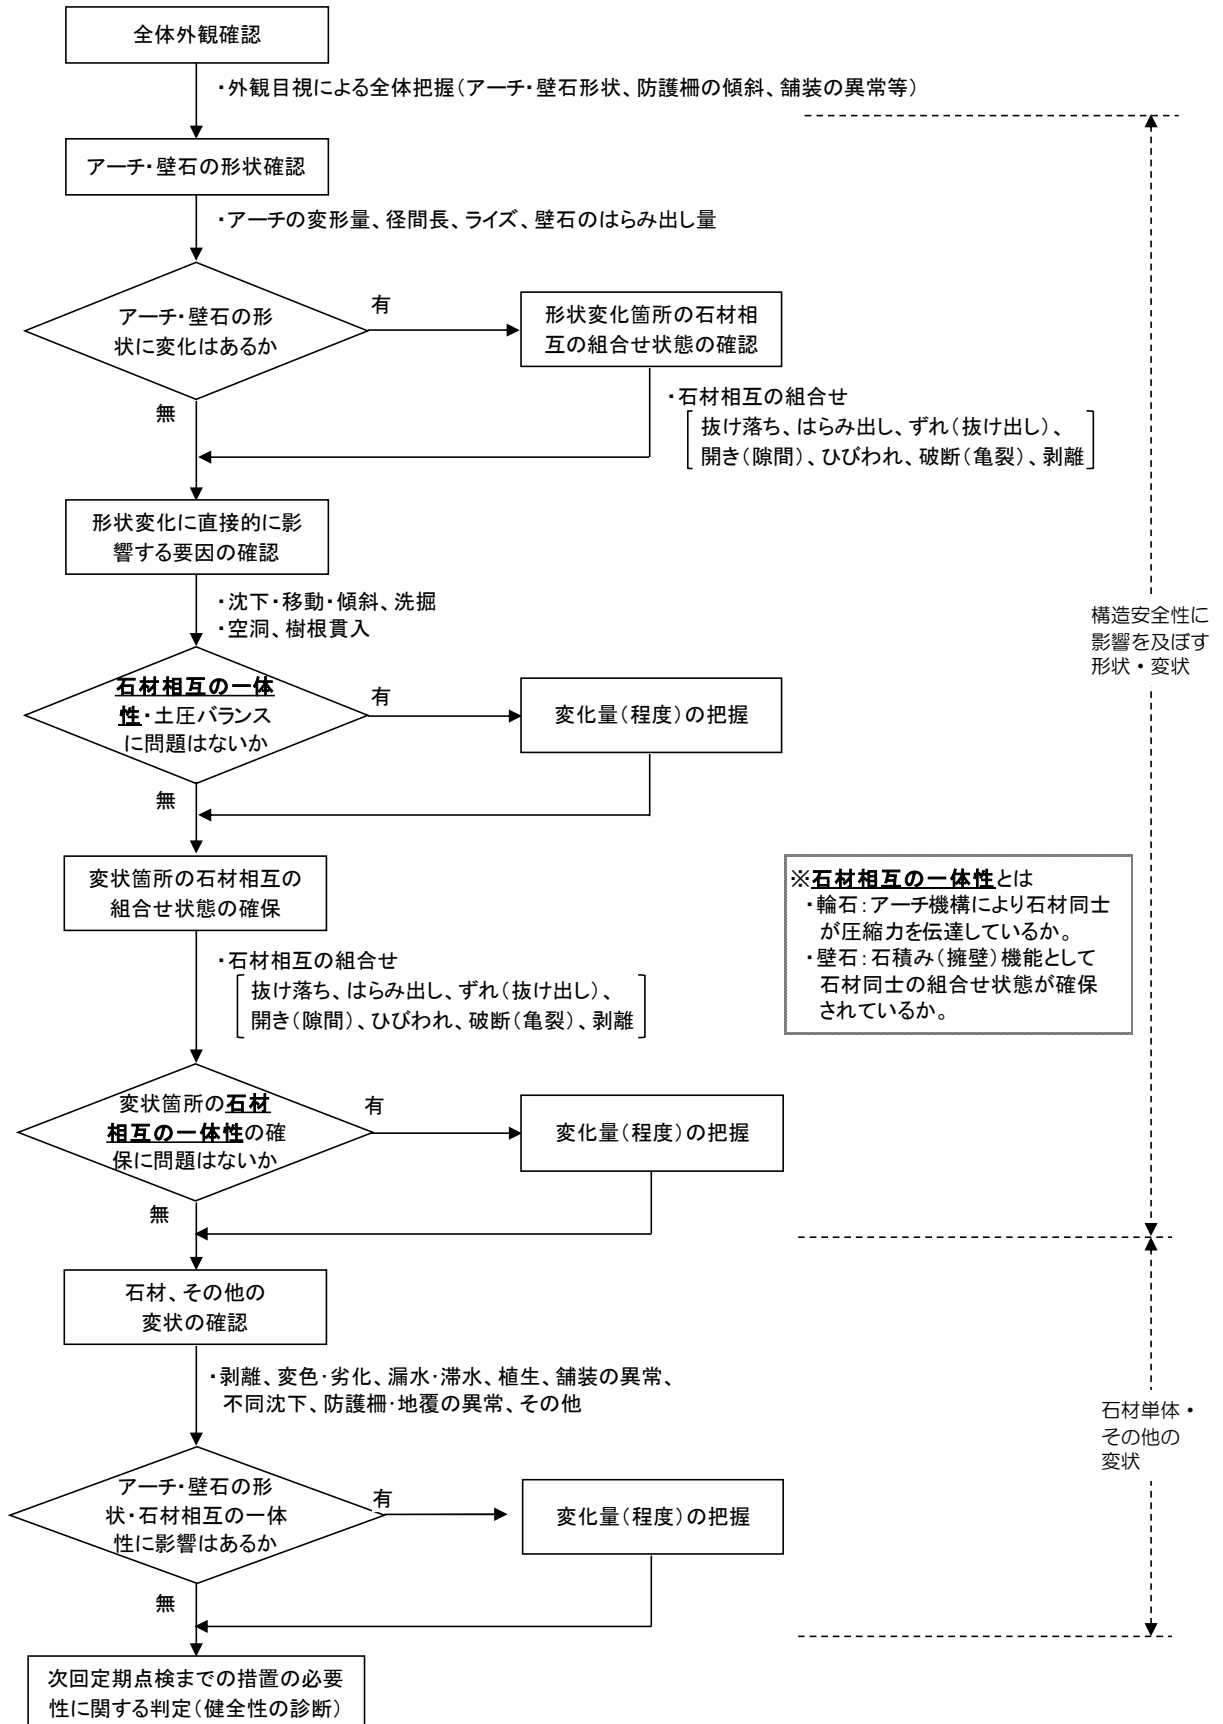 全体外観確認
・外観目視による全体把握（アーチ・壁石形状、防護柵の傾斜、舗装の異常等）
アーチ・壁石の形状確認
・アーチの変形量、径間長、ライズ、壁石のはらみ出し量
アーチ・壁石の形
状に変化はあるか
有
形状変化箇所の石材相
互の組合せ状態の確認
無
・石材相互の組合せ
抜け落ち、はらみ出し、ずれ（抜け出し）、
開き（隙間）、ひびわれ、破断（亀裂）、剥離
形状変化に直接的に影
響する要因の確認
・沈下・移動・傾斜、洗掘
・空洞、樹根貫入
石材相互の一体
性・土圧バランス
に問題はないか
有
変化量（程度）の把握
無
構造安全性に
影響を及ぼす
形状・変状
変状箇所の石材相互の
組合せ状態の確保
・石材相互の組合せ
抜け落ち、はらみ出し、ずれ（抜け出し）、
開き（隙間）、ひびわれ、破断（亀裂）、剥離
※石材相互の一体性とは
・輪石：アーチ機構により石材同士
が圧縮力を伝達しているか。
・壁石：石積み（擁壁）機能として
石材同士の組合せ状態が確保
されているか。
変状箇所の石材
相互の一体性の確
保に問題はないか
有
変化量（程度）の把握
無
石材、その他の
変状の確認
・剥離、変色・劣化、漏水・滞水、植生、舗装の異常、
不同沈下、防護柵・地覆の異常、その他
石材単体・
その他の
変状
アーチ・壁石の形
状・石材相互の一体
性に影響はあるか
有
変化量（程度）の把握
無
次回定期点検までの措置の必要
性に関する判定（健全性の診断）